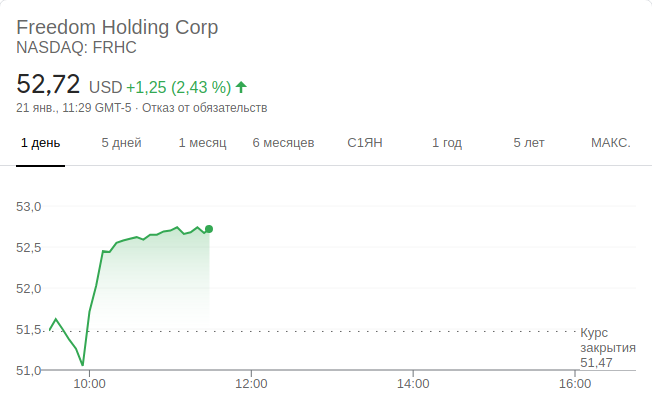 Freedom Holding Corp
NASDAQ: FRHC
52,72 USD +1,25 (2,43 %)
21 янв., 11:29 GMT-5 · Отказ от обязательств
1 день 5 дней 1 месяц 6 месяцев С1ЯН 1 год 5 лет МАКС.
53,0
52,5
52,0
51,5
51,0
Курс
закрытия
51,47
10:00 12:00 14:00 16:00